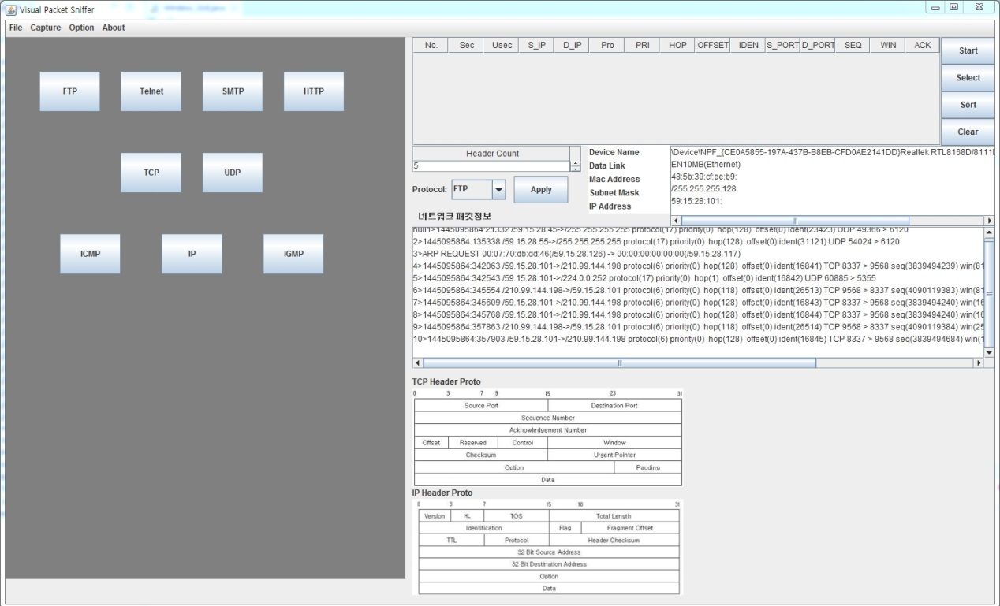 Visual Packet Sniffer
File Capture Option About
FTP Telnet SMTP HTTP
TCP UDP
ICMP IP IGMP
No. Sec Usec S_IP D_IP Pro PRI HOP OFFSET IDEN S_PORT D_PORT SEQ WIN ACK
Start
Select
Sort
Clear
Header Count
5
Protocol: FTP Apply
Device Name \Device\NPF_{CE0A5855-197A-437B-B8EB-CFD0AE2141DD}Realtek RTL8168D/8111D
Data Link EN10MB(Ethernet)
Mac Address 48:5b:39:cf:ee:b9:
Subnet Mask /255.255.255.128
IP Address 59:15:28:101:
네트워크 패킷정보
null1>1445095864:21332 /59.15.28.45->/255.255.255.255 protocol(17) priority(0) hop(128) offset(0) ident(23423) UDP 49366 > 6120
2>1445095864:135338 /59.15.28.55->/255.255.255.255 protocol(17) priority(0) hop(128) offset(0) ident(31121) UDP 54024 > 6120
3>ARP REQUEST 00:07:70:db:dd:46(/59.15.28.126) -> 00:00:00:00:00:00(/59.15.28.117)
4>1445095864:342063 /59.15.28.101->/210.99.144.198 protocol(6) priority(0) hop(128) offset(0) ident(16841) TCP 8337 > 9568 seq(3839494239) win(81
5>1445095864:342543 /59.15.28.101->/224.0.0.252 protocol(17) priority(0) hop(1) offset(0) ident(16842) UDP 60885 > 5355
6>1445095864:345554 /210.99.144.198->/59.15.28.101 protocol(6) priority(0) hop(118) offset(0) ident(26513) TCP 9568 > 8337 seq(4090119383) win(81
7>1445095864:345609 /59.15.28.101->/210.99.144.198 protocol(6) priority(0) hop(128) offset(0) ident(16843) TCP 8337 > 9568 seq(3839494240) win(16
8>1445095864:345768 /59.15.28.101->/210.99.144.198 protocol(6) priority(0) hop(128) offset(0) ident(16844) TCP 8337 > 9568 seq(3839494240) win(16
9>1445095864:357863 /210.99.144.198->/59.15.28.101 protocol(6) priority(0) hop(118) offset(0) ident(26514) TCP 9568 > 8337 seq(4090119384) win(25
10>1445095864:357903 /59.15.28.101->/210.99.144.198 protocol(6) priority(0) hop(128) offset(0) ident(16845) TCP 8337 > 9568 seq(3839494684) win(1
TCP Header Proto
0 3 7 9 15 23 31
Source Port Destination Port
Sequence Number
Acknowledgement Number
Offset Reserved Control Window
Checksum Urgent Pointer
Option Padding
Data
IP Header Proto
0 3 7 15 18 31
Version HL TOS Total Length
Identification Flag Fragment Offset
TTL Protocol Header Checksum
32 Bit Source Address
32 Bit Destination Address
Option
Data